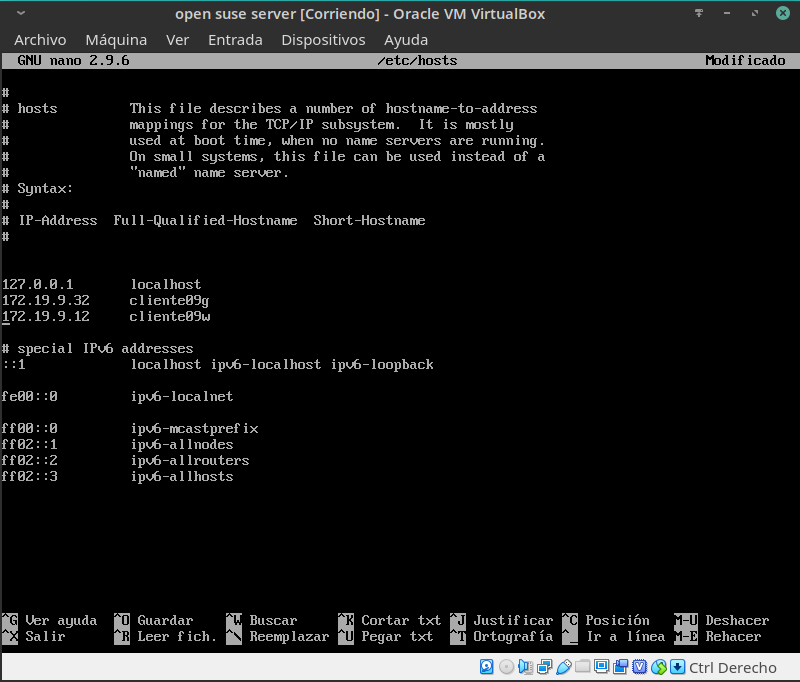 open suse server [Corriendo] - Oracle VM VirtualBox
Archivo Máquina Ver Entrada Dispositivos Ayuda
GNU nano 2.9.6 /etc/hosts Modificado
#
# hosts This file describes a number of hostname-to-address
# mappings for the TCP/IP subsystem. It is mostly
# used at boot time, when no name servers are running.
# On small systems, this file can be used instead of a
# "named" name server.
# Syntax:
#
# IP-Address Full-Qualified-Hostname Short-Hostname
#
127.0.0.1 localhost
172.19.9.32 cliente09g
172.19.9.12 cliente09w
# special IPv6 addresses
::1 localhost ipv6-localhost ipv6-loopback
fe00::0 ipv6-localnet
ff00::0 ipv6-mcastprefix
ff02::1 ipv6-allnodes
ff02::2 ipv6-allrouters
ff02::3 ipv6-allhosts
^G Ver ayuda ^O Guardar ^W Buscar ^K Cortar txt ^J Justificar ^C Posición M-U Deshacer
^X Salir ^R Leer fich. ^\ Reemplazar ^U Pegar txt ^T Ortografía ^_ Ir a línea M-E Rehacer
Ctrl Derecho